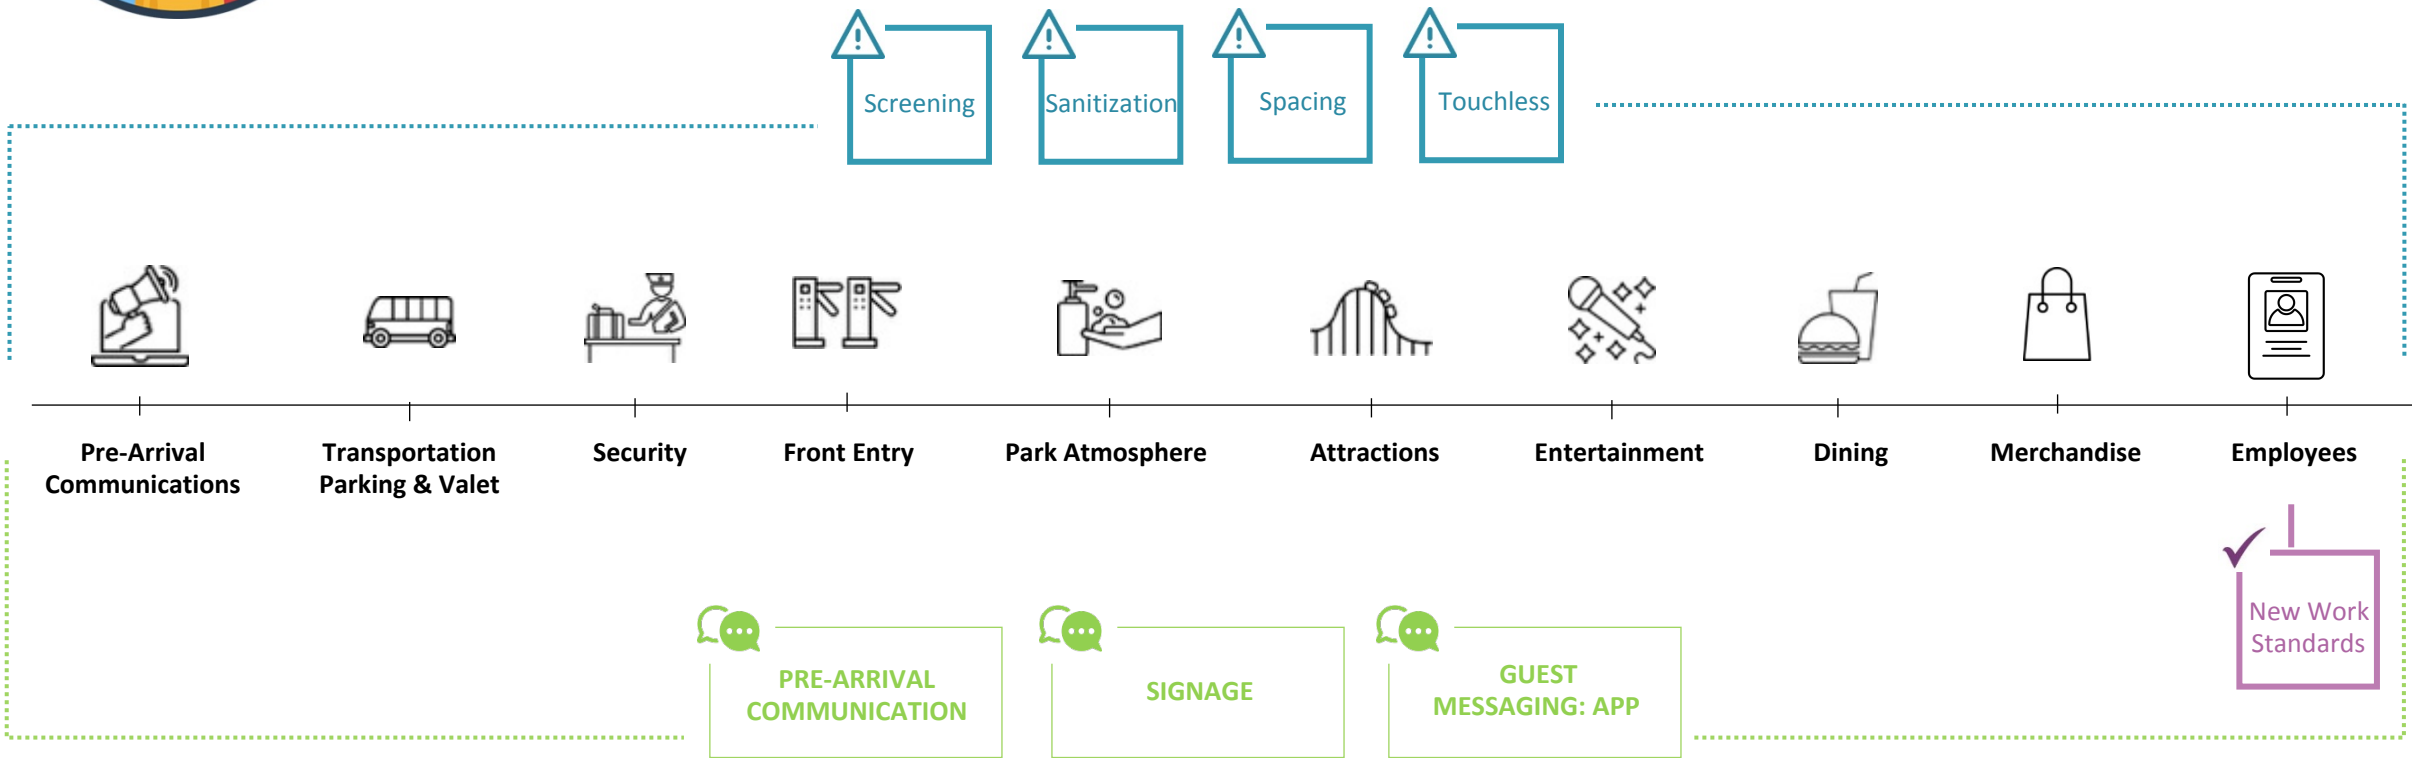 Screening
Sanitization
Spacing
Touchless
Pre-Arrival
Communications
Transportation
Parking & Valet
Security
Front Entry
Park Atmosphere
Attractions
Entertainment
Dining
Merchandise
Employees
New Work
Standards
PRE-ARRIVAL
COMMUNICATION
SIGNAGE
GUEST
MESSAGING: APP